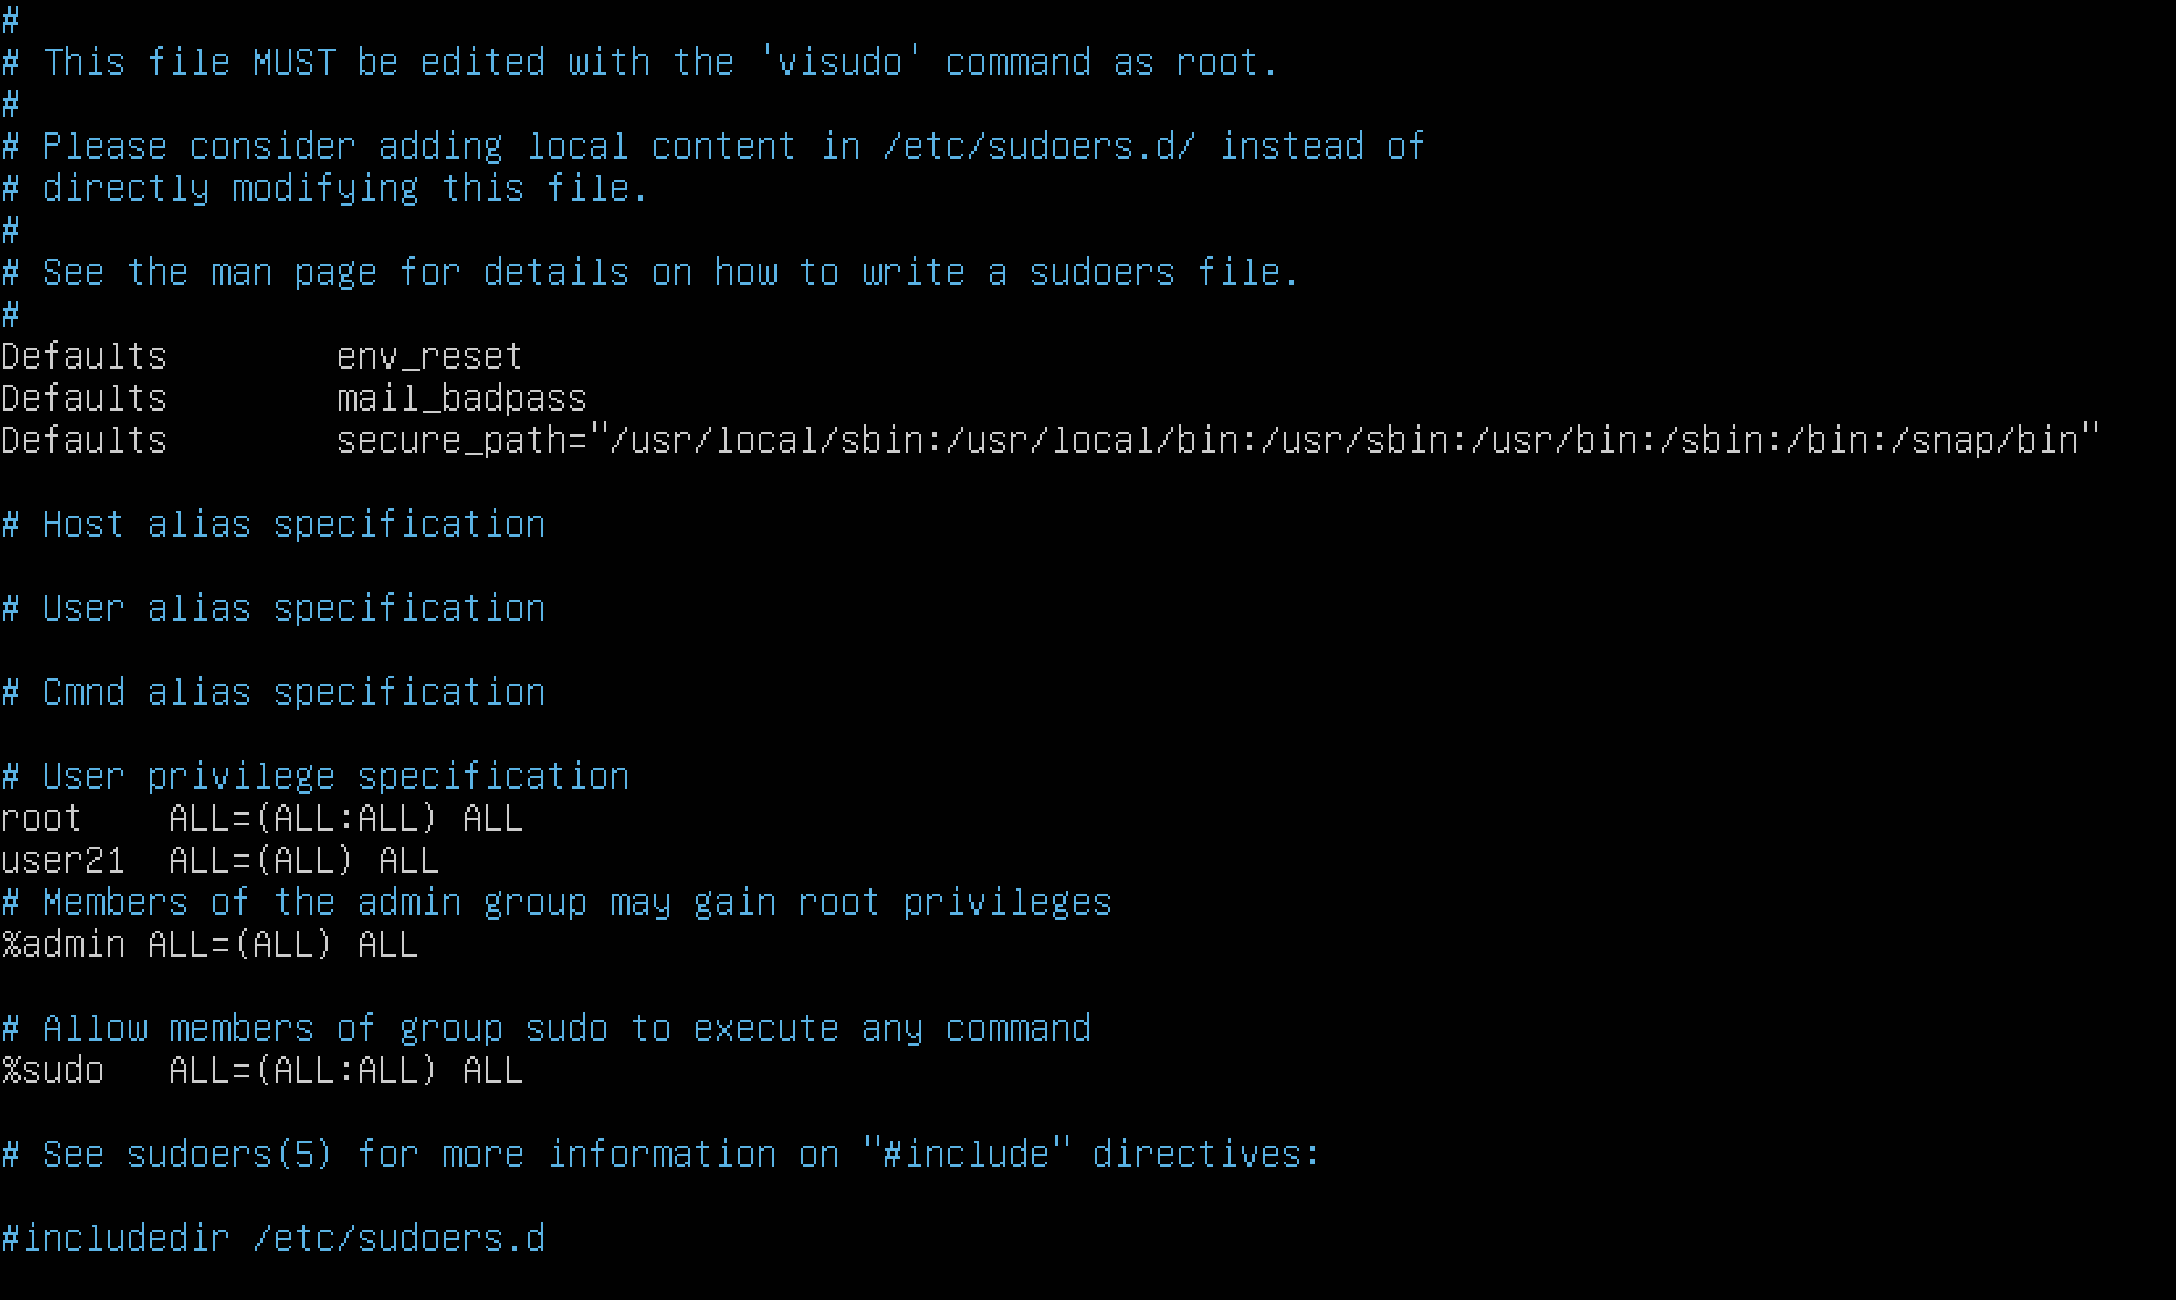 #
# This file MUST be edited with the 'visudo' command as root.
#
# Please consider adding local content in /etc/sudoers.d/ instead of
# directly modifying this file.
#
# See the man page for details on how to write a sudoers file.
#
Defaults        env_reset
Defaults        mail_badpass
Defaults        secure_path="/usr/local/sbin:/usr/local/bin:/usr/sbin:/usr/bin:/sbin:/bin:/snap/bin"

# Host alias specification

# User alias specification

# Cmnd alias specification

# User privilege specification
root    ALL=(ALL:ALL) ALL
user21  ALL=(ALL) ALL
# Members of the admin group may gain root privileges
%admin ALL=(ALL) ALL

# Allow members of group sudo to execute any command
%sudo   ALL=(ALL:ALL) ALL

# See sudoers(5) for more information on "#include" directives:

#includedir /etc/sudoers.d